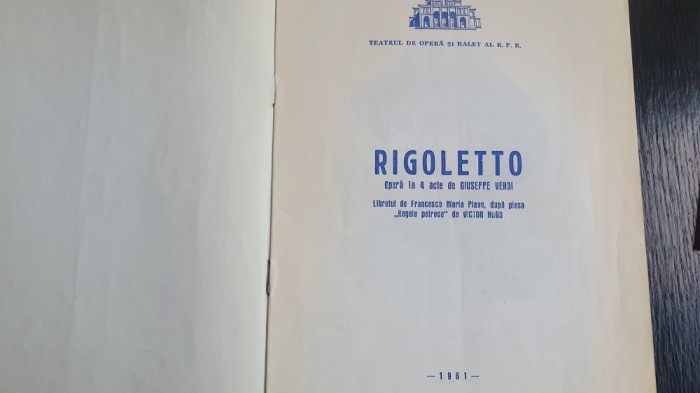 TEATRUL DE OPERĂ ȘI BALET AL R. P. R.
RIGOLETTO
Operă în 4 acte de GIUSEPPE VERDI
Libretul de Francesco Maria Piave, după piesa
„Regele petrece" de VICTOR HUGO
— 1961 —